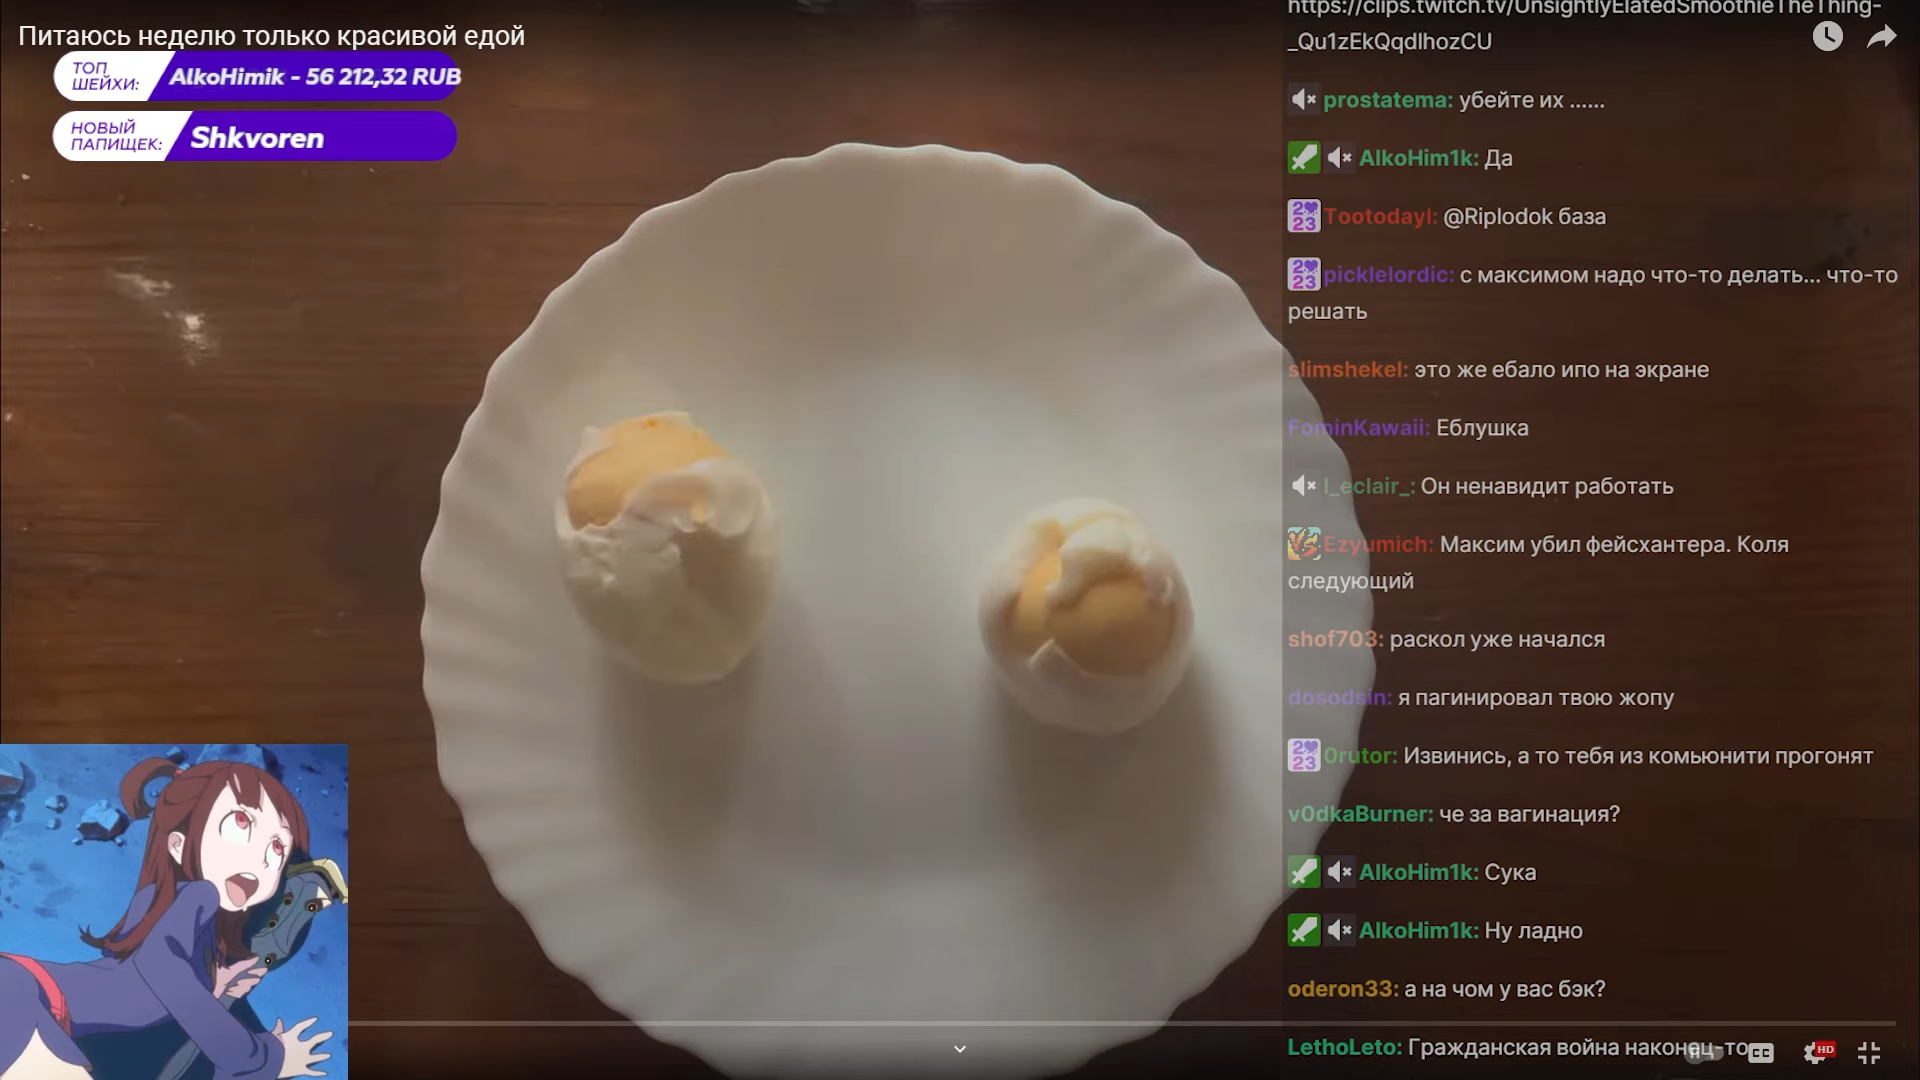 Питаюсь неделю только красивой едой
ТОП
ШЕЙХИ:
AlkoHimik - 56 212,32 RUB
НОВЫЙ
ПАПИЩЕК:
Shkvoren
https://clips.twitch.tv/UnsightlyElatedSmoothieTheThing-
_Qu1zEkQqdlhozCU
prostatema: убейте их ......
AlkoHim1k: Да
Tootodayl: @Riplodok база
picklelordic: с максимом надо что-то делать... что-то
решать
slimshekel: это же ебало ипо на экране
FominKawaii: Еблушка
l_eclair_: Он ненавидит работать
Ezyumich: Максим убил фейсхантера. Коля
следующий
shof703: раскол уже начался
dosodsin: я пагинировал твою жопу
0rutor: Извинись, а то тебя из комьюнити прогонят
v0dkaBurner: че за вагинация?
AlkoHim1k: Сука
AlkoHim1k: Ну ладно
oderon33: а на чом у вас бэк?
LethoLeto: Гражданская война наконец-то
CC
HD